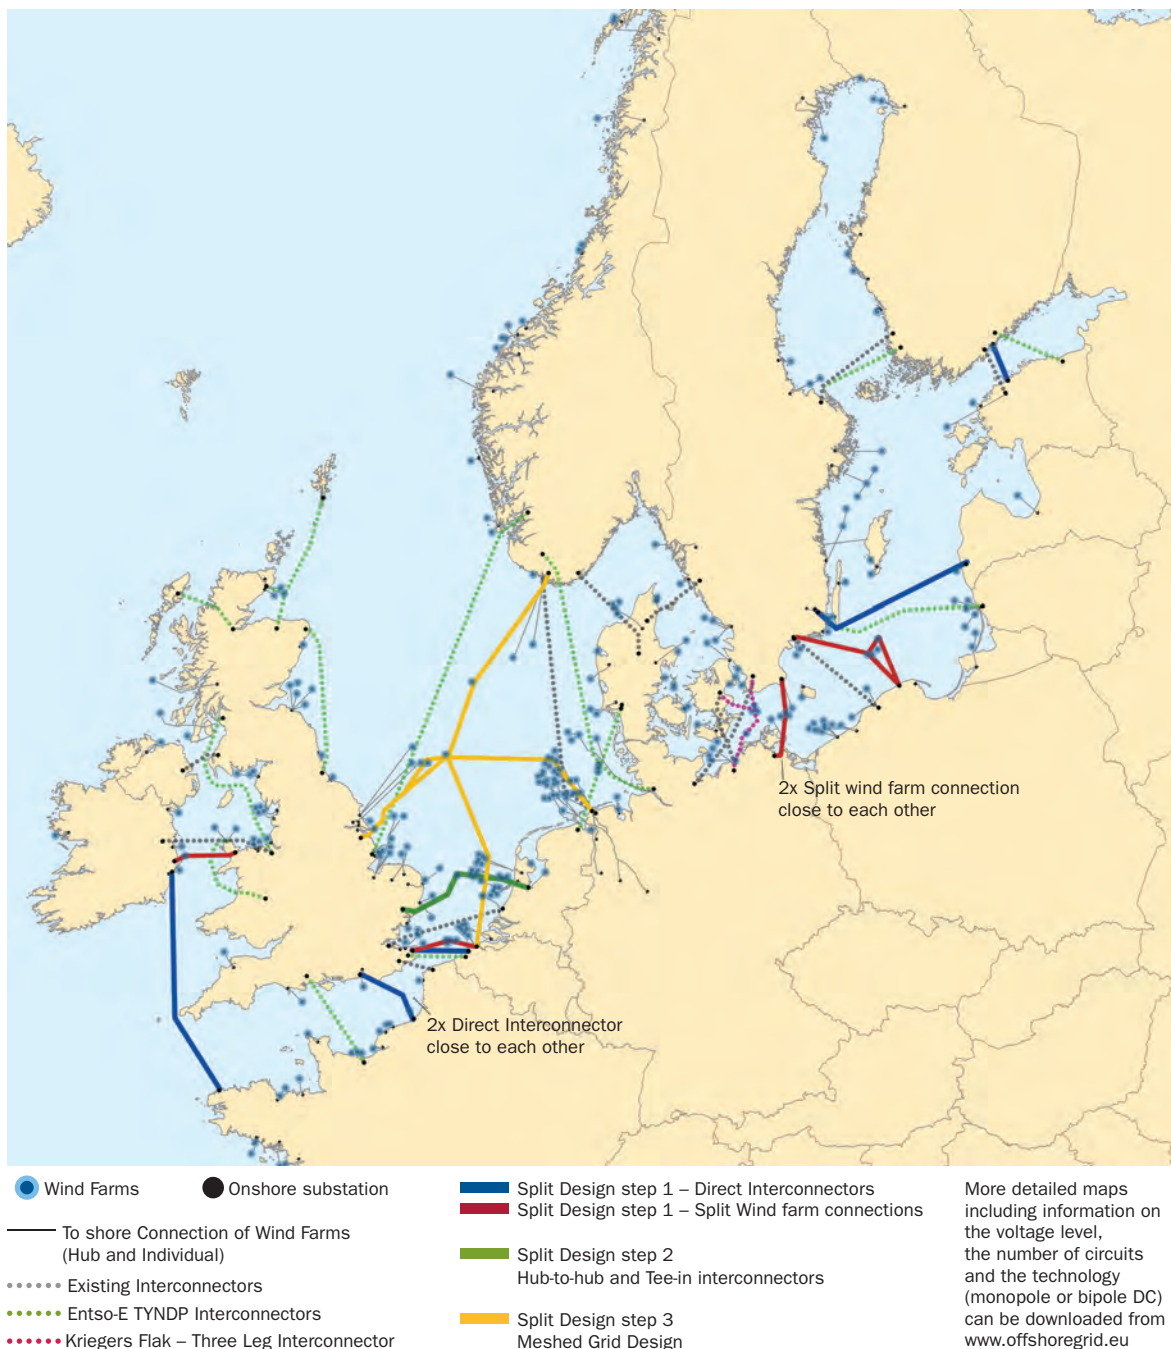 2x Split wind farm connection
close to each other
2x Direct Interconnector
close to each other
Wind Farms
Onshore substation
To shore Connection of Wind Farms
(Hub and Individual)
Existing Interconnectors
Entso-E TYNDP Interconnectors
Kriegers Flak – Three Leg Interconnector
Split Design step 1 – Direct Interconnectors
Split Design step 1 – Split Wind farm connections
Split Design step 2
Hub-to-hub and Tee-in interconnectors
Split Design step 3
Meshed Grid Design
More detailed maps
including information on
the voltage level,
the number of circuits
and the technology
(monopole or bipole DC)
can be downloaded from
www.offshoregrid.eu